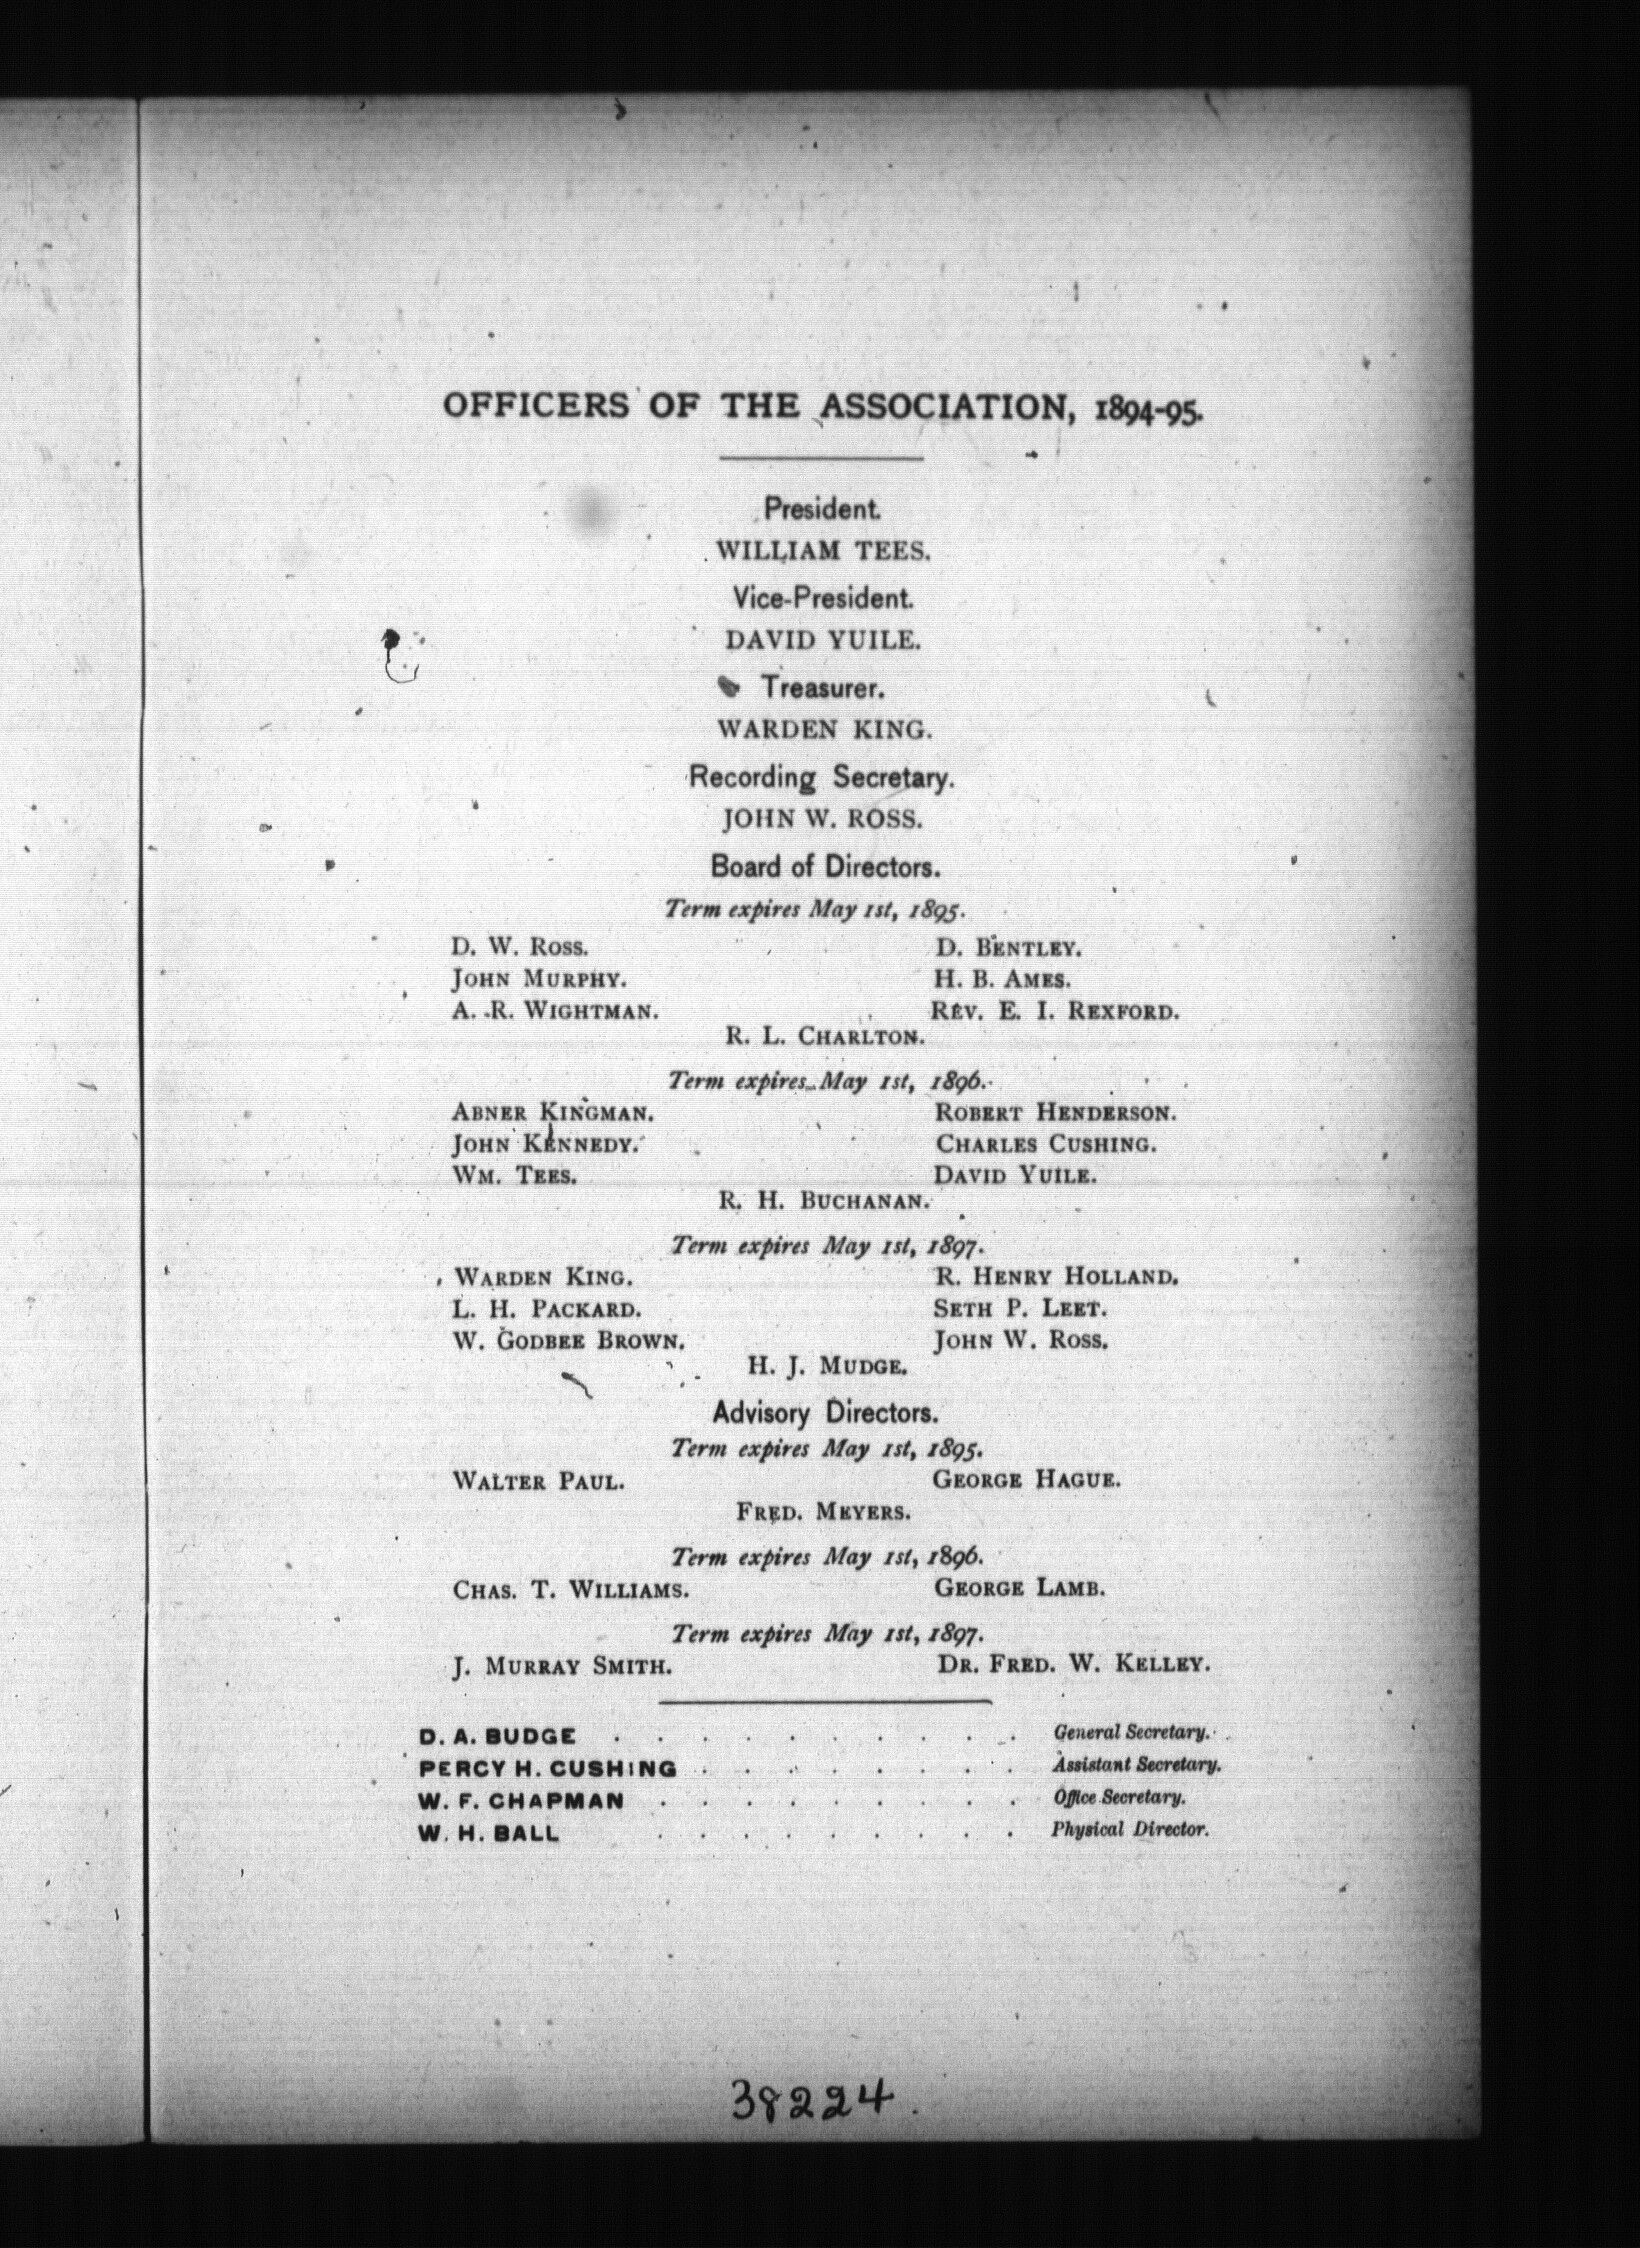 OFFICERS OF THE ASSOCIATION, 1894-95.
President.
WILLIAM TEES.
Vice-President.
DAVID YUILE.
Treasurer.
WARDEN KING.
Recording Secretary.
JOHN W. ROSS.
Board of Directors.
Term expires May 1st, 1895.
D. W. ROSS. D. BENTLEY.
JOHN MURPHY. H. B. AMES.
A. R. WIGHTMAN. REV. E. I. REXFORD.
R. L. CHARLTON.
Term expires May 1st, 1896.
ABNER KINGMAN. ROBERT HENDERSON.
JOHN KENNEDY. CHARLES CUSHING.
WM. TEES. DAVID YUILE.
R. H. BUCHANAN.
Term expires May 1st, 1897.
WARDEN KING. R. HENRY HOLLAND.
L. H. PACKARD. SETH P. LEET.
W. GODBEE BROWN. JOHN W. ROSS.
H. J. MUDGE.
Advisory Directors.
Term expires May 1st, 1895.
WALTER PAUL. GEORGE HAGUE.
FRED. MEYERS.
Term expires May 1st, 1896.
CHAS. T. WILLIAMS. GEORGE LAMB.
Term expires May 1st, 1897.
J. MURRAY SMITH. DR. FRED. W. KELLEY.
D. A. BUDGE . . . . . . . . . . General Secretary.
PERCY H. CUSHING . . . . . . . . Assistant Secretary.
W. F. CHAPMAN . . . . . . . . . Office Secretary.
W. H. BALL . . . . . . . . . Physical Director.
38224